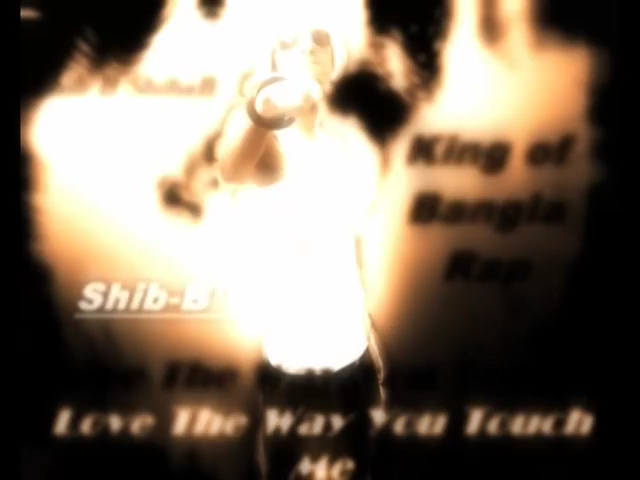 King of
Bangla
Rap
Shib-B
Love The Way You Touch
Me